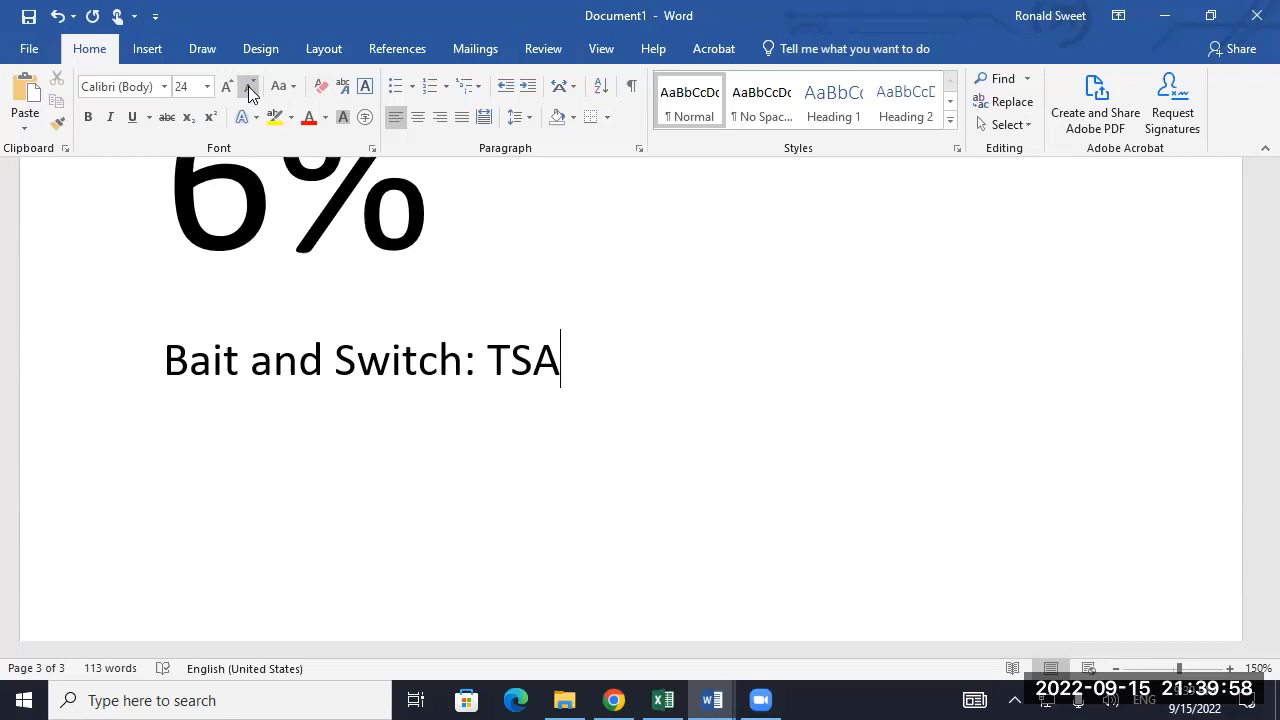 Document1 - Word
Ronald Sweet
File Home Insert Draw Design Layout References Mailings Review View Help Acrobat Tell me what you want to do Share
Paste
Calibri (Body) 24
Aa
AaBbCcDc
AaBbCcDc
AaBbCc
AaBbCcD
¶ Normal
¶ No Spac...
Heading 1
Heading 2
Find
Replace
Select
Create and Share
Adobe PDF
Request
Signatures
Clipboard
Font
Paragraph
Styles
Editing
Adobe Acrobat
6%
Bait and Switch: TSA
Page 3 of 3 113 words English (United States) 150%
Type here to search
ENG
2022-09-15 21:39:58
9/15/2022